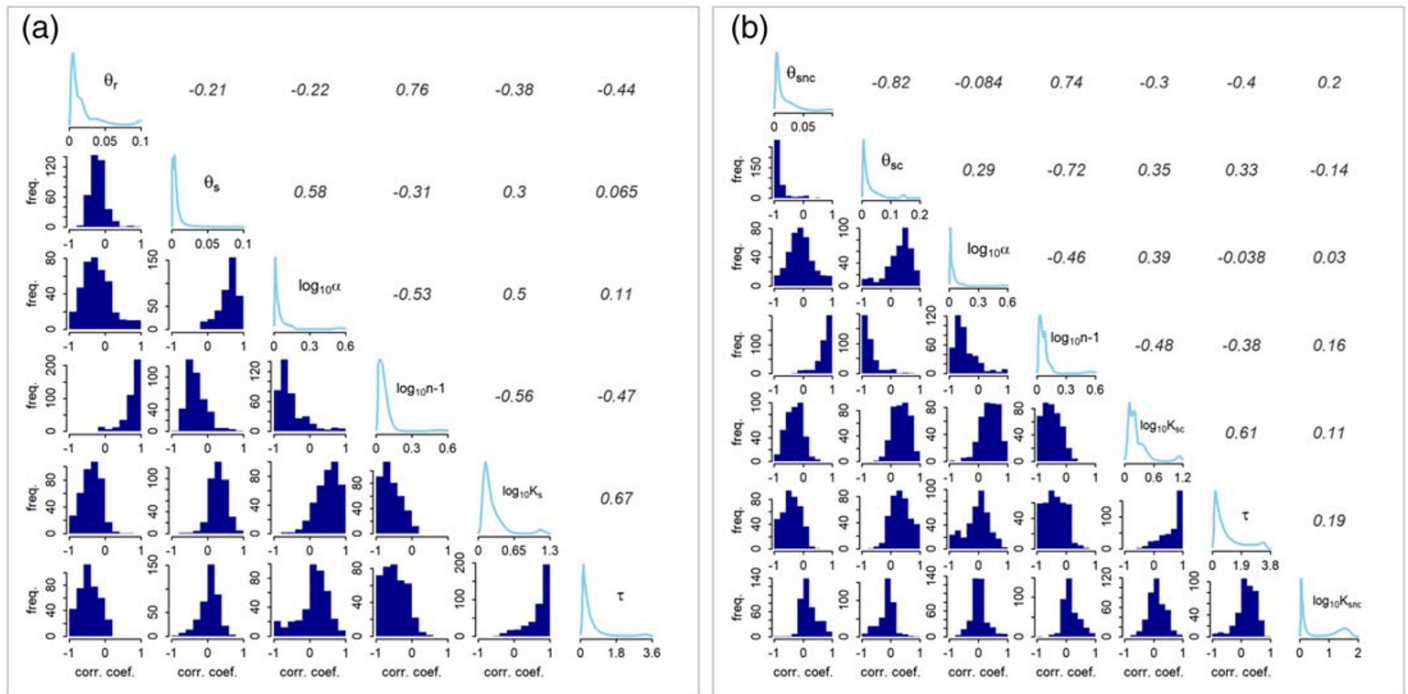 (a)
θr -0.21 -0.22 0.76 -0.38 -0.44
0 0.05 0.1
freq. 0 60 120 θs 0.58 -0.31 0.3 0.065
-1 0 1 0 0.05 0.1
freq. 0 40 80 0 50 150 log10α -0.53 0.5 0.11
-1 0 1 -1 0 1 0 0.3 0.6
freq. 0 100 200 0 40 100 0 40 80 120 log10n-1 -0.56 -0.47
-1 0 1 -1 0 1 -1 0 1 0 0.3 0.6
freq. 0 40 80 0 40 100 0 40 80 0 40 80 log10Ks 0.67
-1 0 1 -1 0 1 -1 0 1 -1 0 1 0 0.65 1.3
freq. 0 40 100 0 50 150 0 40 80 0 40 80 0 100 200 τ
-1 0 1 -1 0 1 -1 0 1 -1 0 1 -1 0 1 0 1.8 3.6
corr. coef. corr. coef. corr. coef. corr. coef. corr. coef.
(b)
θsnc -0.82 -0.084 0.74 -0.3 -0.4 0.2
0 0.05
freq. 0 150 θsc 0.29 -0.72 0.35 0.33 -0.14
-1 0 1 0 0.1 0.2
freq. 0 40 80 0 40 100 log10α -0.46 0.39 -0.038 0.03
-1 0 1 -1 0 1 0 0.3 0.6
freq. 0 100 0 100 0 60 120 log10n-1 -0.48 -0.38 0.16
-1 0 1 -1 0 1 -1 0 1 0 0.3 0.6
freq. 0 40 100 0 40 80 0 40 80 0 40 80 log10Ksc 0.61 0.11
-1 0 1 -1 0 1 -1 0 1 -1 0 1 0 0.6 1.2
freq. 0 40 80 0 40 80 0 40 100 0 40 0 100 τ 0.19
-1 0 1 -1 0 1 -1 0 1 -1 0 1 -1 0 1 0 1.9 3.8
freq. 0 60 140 0 100 0 60 140 0 100 0 60 120 0 40 100 log10Ksnc
-1 0 1 -1 0 1 -1 0 1 -1 0 1 -1 0 1 -1 0 1 0 1 2
corr. coef. corr. coef. corr. coef. corr. coef. corr. coef. corr. coef.